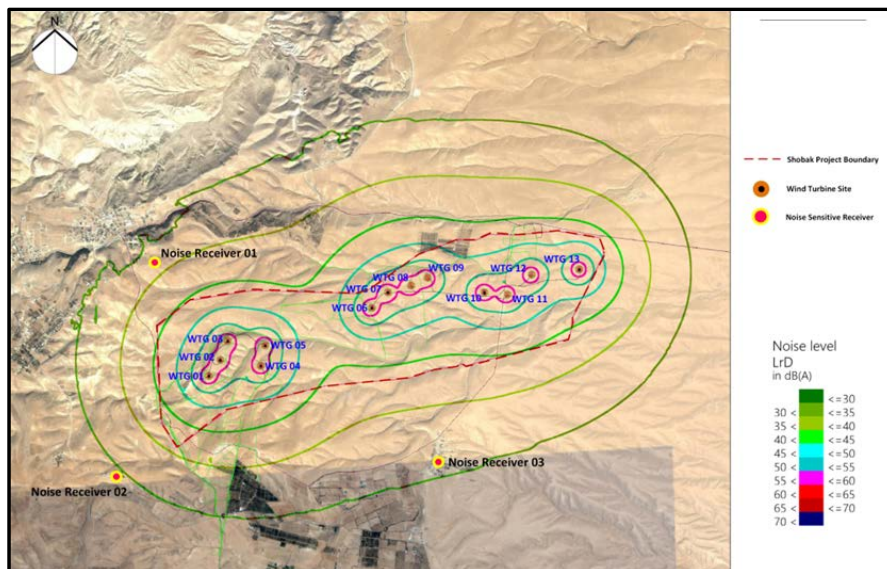 N
Noise Receiver 01
WTG 13
WTG 12
WTG 09
WTG 08
WTG 07
WTG 10
WTG 11
WTG 06
WTG 03
WTG 05
WTG 02
WTG 04
WTG 01
Noise Receiver 03
Noise Receiver 02
Shobak Project Boundary
Wind Turbine Site
Noise Sensitive Receiver
Noise level
LrD
in dB(A)
<=30
30 < <=35
35 < <=40
40 < <=45
45 < <=50
50 < <=55
55 < <=60
60 < <=65
65 < <=70
70 <